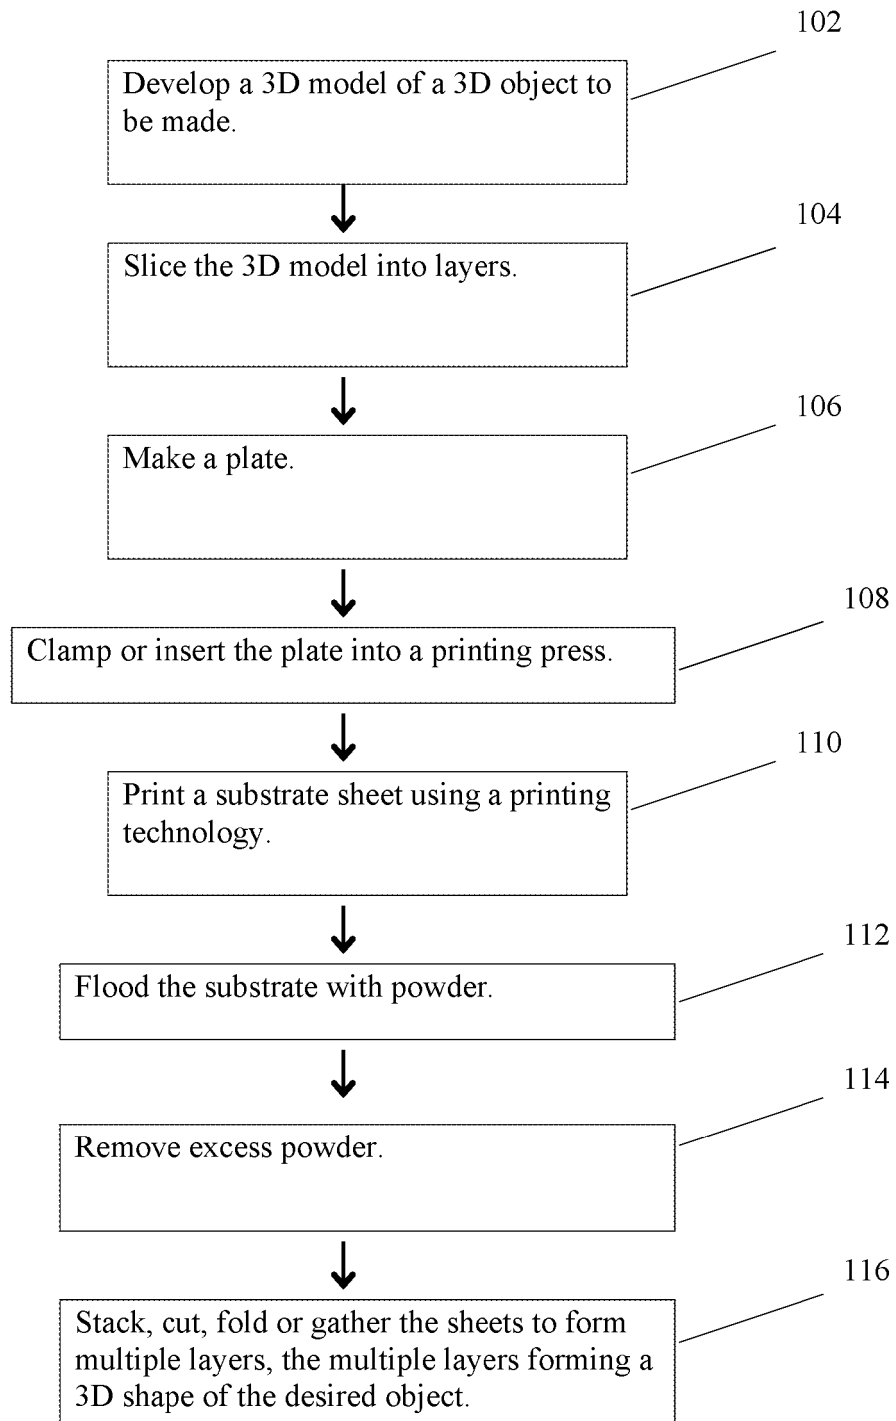 102
Develop a 3D model of a 3D object to
be made.
104
Slice the 3D model into layers.
106
Make a plate.
108
Clamp or insert the plate into a printing press.
110
Print a substrate sheet using a printing
technology.
112
Flood the substrate with powder.
114
Remove excess powder.
116
Stack, cut, fold or gather the sheets to form
multiple layers, the multiple layers forming a
3D shape of the desired object.